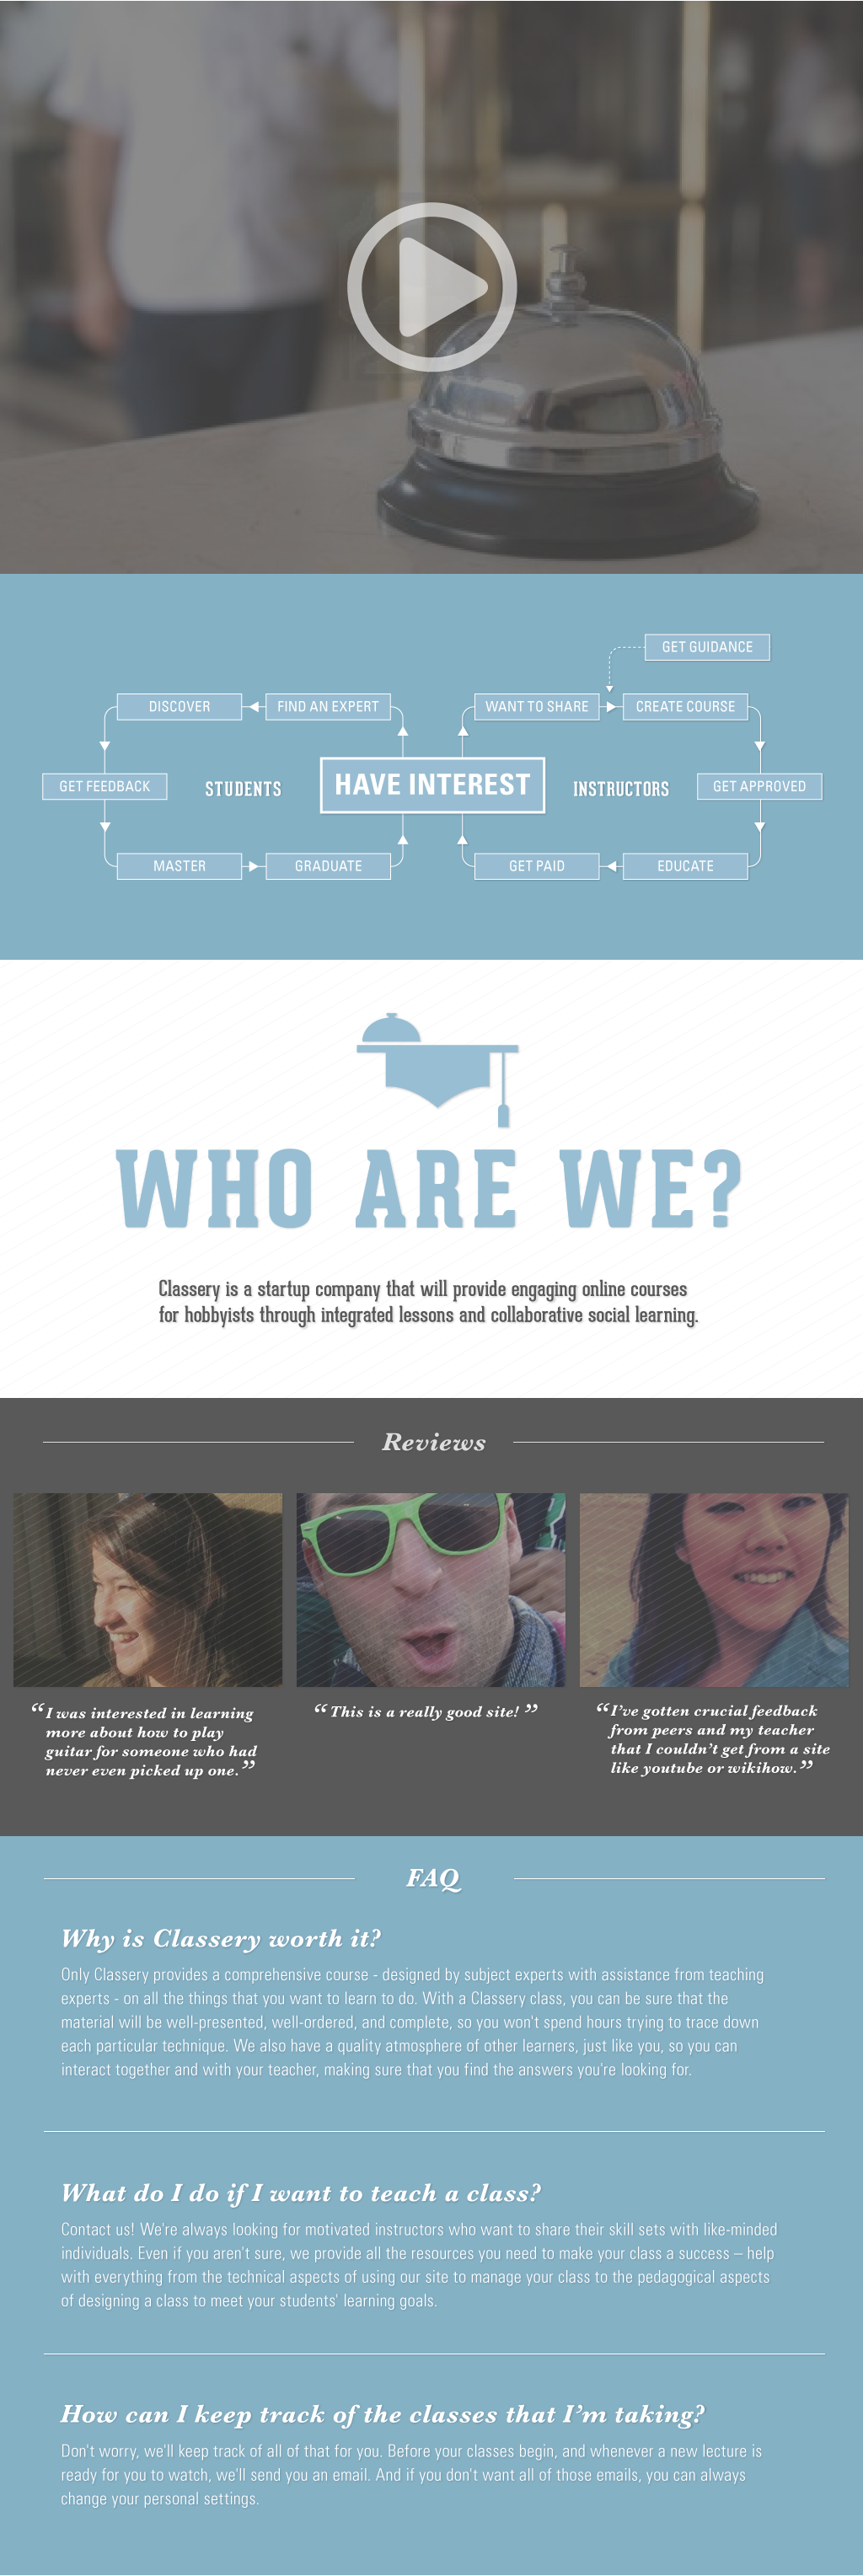 GET GUIDANCE
DISCOVER
FIND AN EXPERT
WANT TO SHARE
CREATE COURSE
GET FEEDBACK
STUDENTS
HAVE INTEREST
INSTRUCTORS
GET APPROVED
MASTER
GRADUATE
GET PAID
EDUCATE
WHO ARE WE?
Classery is a startup company that will provide engaging online courses
for hobbyists through integrated lessons and collaborative social learning.
Reviews
“I was interested in learning
more about how to play
guitar for someone who had
never even picked up one.”
“This is a really good site! ”
“I’ve gotten crucial feedback
from peers and my teacher
that I couldn’t get from a site
like youtube or wikihow.”
FAQ
Why is Classery worth it?
Only Classery provides a comprehensive course - designed by subject experts with assistance from teaching
experts - on all the things that you want to learn to do. With a Classery class, you can be sure that the
material will be well-presented, well-ordered, and complete, so you won't spend hours trying to trace down
each particular technique. We also have a quality atmosphere of other learners, just like you, so you can
interact together and with your teacher, making sure that you find the answers you're looking for.
What do I do if I want to teach a class?
Contact us! We're always looking for motivated instructors who want to share their skill sets with like-minded
individuals. Even if you aren't sure, we provide all the resources you need to make your class a success – help
with everything from the technical aspects of using our site to manage your class to the pedagogical aspects
of designing a class to meet your students' learning goals.
How can I keep track of the classes that I’m taking?
Don't worry, we'll keep track of all of that for you. Before your classes begin, and whenever a new lecture is
ready for you to watch, we'll send you an email. And if you don't want all of those emails, you can always
change your personal settings.